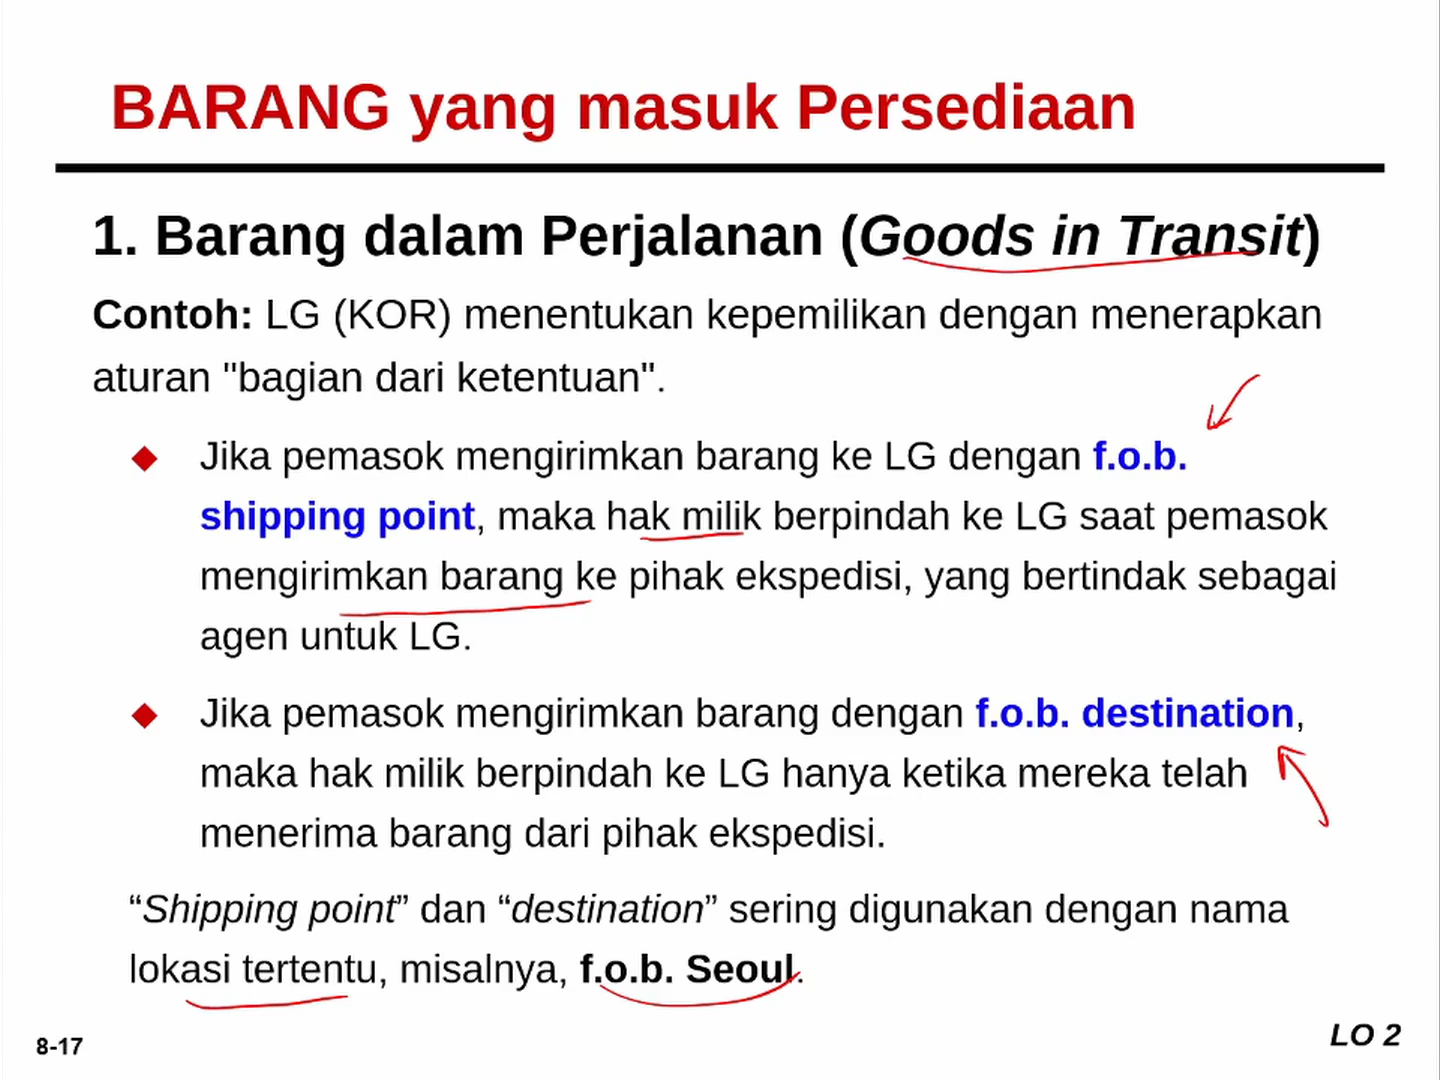 BARANG yang masuk Persediaan
1. Barang dalam Perjalanan (Goods in Transit)
Contoh: LG (KOR) menentukan kepemilikan dengan menerapkan
aturan "bagian dari ketentuan".
Jika pemasok mengirimkan barang ke LG dengan f.o.b.
shipping point, maka hak milik berpindah ke LG saat pemasok
mengirimkan barang ke pihak ekspedisi, yang bertindak sebagai
agen untuk LG.
Jika pemasok mengirimkan barang dengan f.o.b. destination,
maka hak milik berpindah ke LG hanya ketika mereka telah
menerima barang dari pihak ekspedisi.
“Shipping point” dan “destination” sering digunakan dengan nama
lokasi tertentu, misalnya, f.o.b. Seoul.
8-17
LO 2